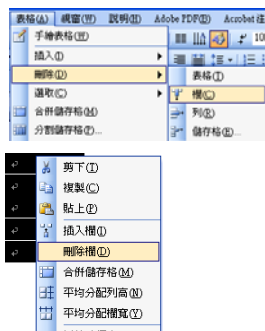 表格(A) 視窗(W) 說明(H) Adobe PDF(B) Acrobat
手繪表格(W)
插入(I)
刪除(D)
表格(T)
選取(C)
欄(C)
合併儲存格(M)
列(R)
分割儲存格(P)...
儲存格(E)...
剪下(T)
複製(C)
貼上(P)
插入欄(I)
刪除欄(D)
合併儲存格(M)
平均分配列高(N)
平均分配欄寬(Y)